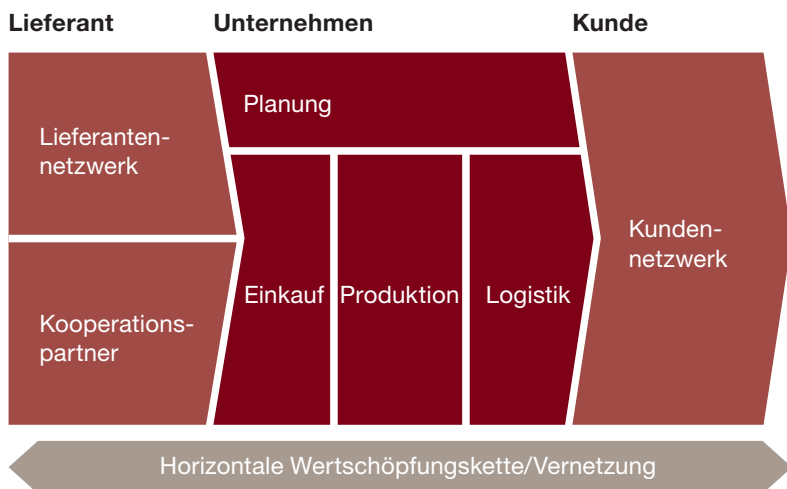 Lieferant
Unternehmen
Kunde
Planung
Lieferanten-
netzwerk
Kooperations-
partner
Einkauf
Produktion
Logistik
Kunden-
netzwerk
Horizontale Wertschöpfungskette/Vernetzung